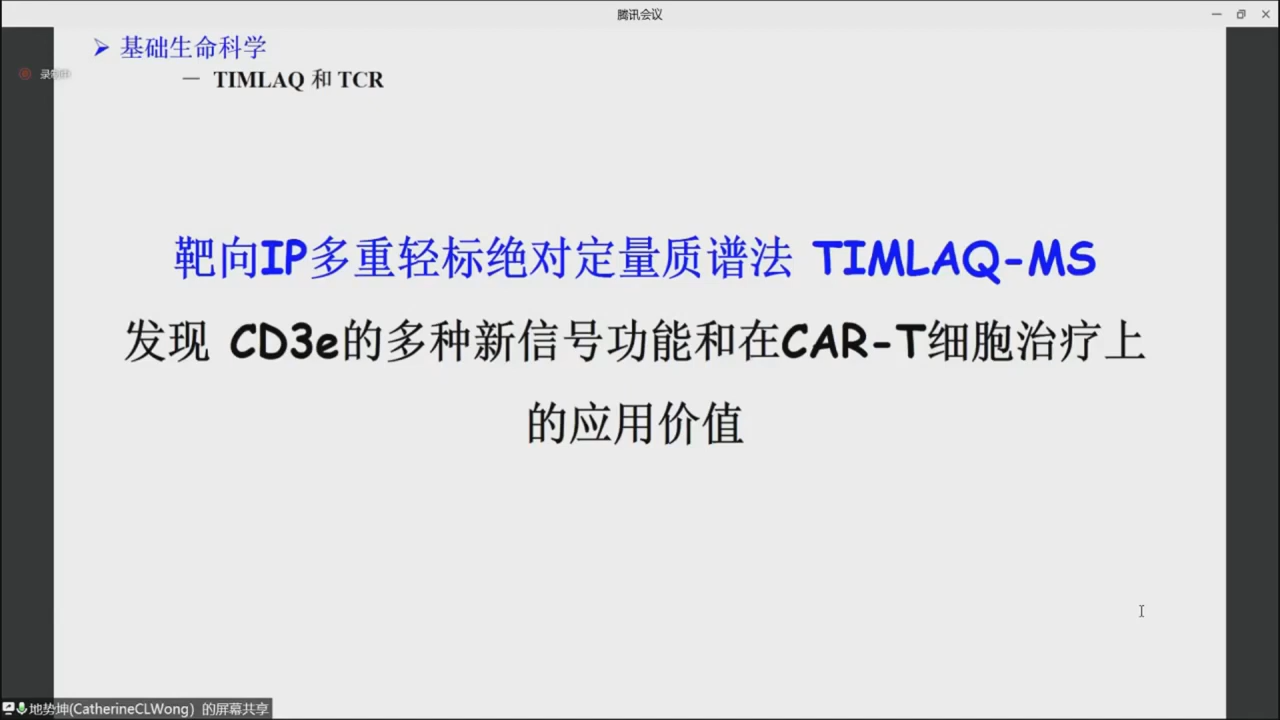 腾讯会议
基础生命科学
录制中
— TIMLAQ 和 TCR
靶向IP多重轻标绝对定量质谱法 TIMLAQ-MS
发现 CD3e的多种新信号功能和在CAR-T细胞治疗上
的应用价值
地势坤(CatherineCLWong)的屏幕共享